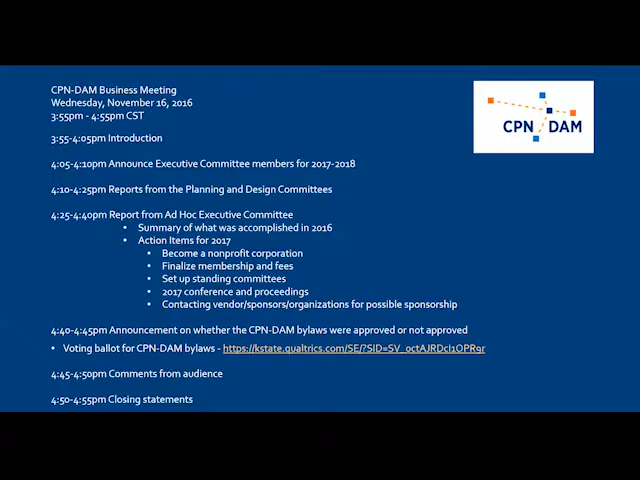 CPN-DAM Business Meeting
Wednesday, November 16, 2016
3:55pm - 4:55pm CST
CPN DAM
3:55-4:05pm Introduction
4:05-4:10pm Announce Executive Committee members for 2017-2018
4:10-4:25pm Reports from the Planning and Design Committees
4:25-4:40pm Report from Ad Hoc Executive Committee
• Summary of what was accomplished in 2016
• Action Items for 2017
• Become a nonprofit corporation
• Finalize membership and fees
• Set up standing committees
• 2017 conference and proceedings
• Contacting vendor/sponsors/organizations for possible sponsorship
4:40-4:45pm Announcement on whether the CPN-DAM bylaws were approved or not approved
• Voting ballot for CPN-DAM bylaws - https://kstate.qualtrics.com/SE/?SID=SV_0ctAJRDcl1OPR9r
4:45-4:50pm Comments from audience
4:50-4:55pm Closing statements